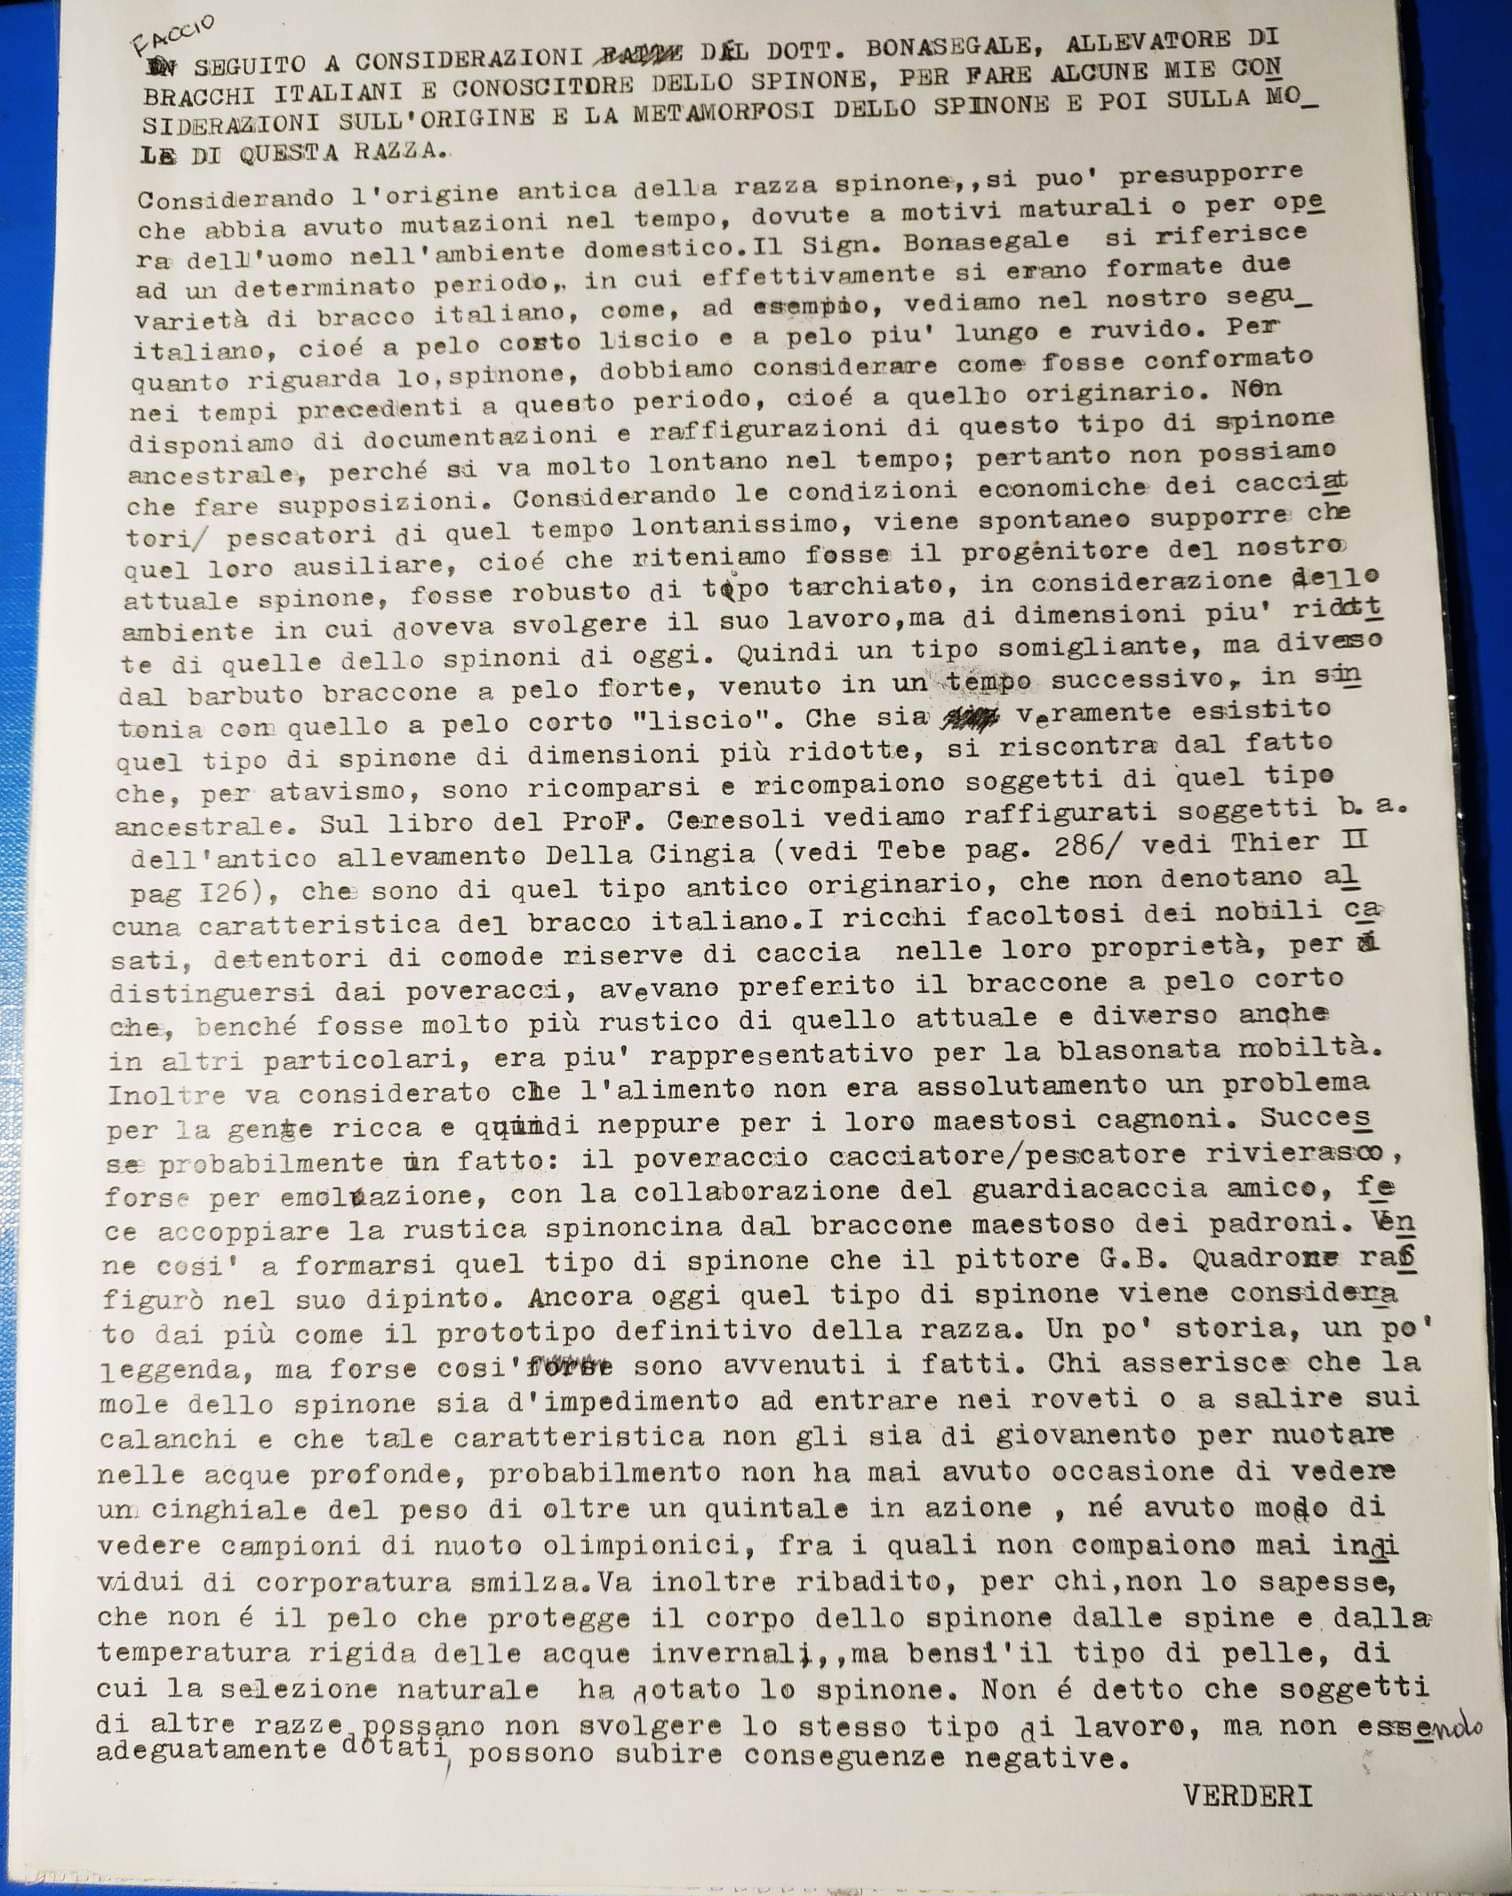 FACCIO
SEGUITO A CONSIDERAZIONI DAL DOTT. BONASEGALE, ALLEVATORE DI
BRACCHI ITALIANI E CONOSCITORE DELLO SPINONE, PER FARE ALCUNE MIE CON
SIDERAZIONI SULL'ORIGINE E LA METAMORFOSI DELLO SPINONE E POI SULLA MO_
LE DI QUESTA RAZZA.
Considerando l'origine antica della razza spinone,,si puo' presupporre
che abbia avuto mutazioni nel tempo, dovute a motivi maturali o per ope
ra dell'uomo nell'ambiente domestico.Il Sign. Bonasegale si riferisce
ad un determinato periodo,. in cui effettivamente si erano formate due
varietà di bracco italiano, come, ad esempio, vediamo nel nostro segu_
italiano, cioé a pelo corto liscio e a pelo piu' lungo e ruvido. Per
quanto riguarda lo,spinone, dobbiamo considerare come fosse conformato
nei tempi precedenti a questo periodo, cioé a quello originario. NOn
disponiamo di documentazioni e raffigurazioni di questo tipo di spinone
ancestrale, perché si va molto lontano nel tempo; pertanto non possiamo
che fare supposizioni. Considerando le condizioni economiche dei cacciat
tori/ pescatori di quel tempo lontanissimo, viene spontaneo supporre che
quel loro ausiliare, cioé che riteniamo fosse il progénitore del nostro
attuale spinone, fosse robusto di tipo tarchiato, in considerazione dello
ambiente in cui doveva svolgere il suo lavoro,ma di dimensioni piu' ridott
te di quelle dello spinoni di oggi. Quindi un tipo somigliante, ma diveso
dal barbuto braccone a pelo forte, venuto in un tempo successivo, in sin
tonia con quello a pelo corto "liscio". Che sia veramente esistito
quel tipo di spinone di dimensioni più ridotte, si riscontra dal fatto
che, per atavismo, sono ricomparsi e ricompaiono soggetti di quel tipo
ancestrale. Sul libro del ProF. Ceresoli vediamo raffigurati soggetti b. a.
dell'antico allevamento Della Cingia (vedi Tebe pag. 286/ vedi Thier II
pag I26), che sono di quel tipo antico originario, che non denotano al
cuna caratteristica del bracco italiano.I ricchi facoltosi dei nobili ca
sati, detentori di comode riserve di caccia nelle loro proprietà, per
distinguersi dai poveracci, avevano preferito il braccone a pelo corto
che, benché fosse molto più rustico di quello attuale e diverso anche
in altri particolari, era piu' rappresentativo per la blasonata nobiltà.
Inoltre va considerato che l'alimento non era assolutamento un problema
per la gente ricca e quindi neppure per i loro maestosi cagnoni. Succes
se probabilmente un fatto: il poveraccio cacciatore/pescatore rivierasco,
forse per emoluazione, con la collaborazione del guardiacaccia amico, fe
ce accoppiare la rustica spinoncina dal braccone maestoso dei padroni. Ven
ne cosi' a formarsi quel tipo di spinone che il pittore G.B. Quadrone raf
figurò nel suo dipinto. Ancora oggi quel tipo di spinone viene considera
to dai più come il prototipo definitivo della razza. Un po' storia, un po'
leggenda, ma forse cosi' sono avvenuti i fatti. Chi asserisce che la
mole dello spinone sia d'impedimento ad entrare nei roveti o a salire sui
calanchi e che tale caratteristica non gli sia di giovanento per nuotare
nelle acque profonde, probabilmento non ha mai avuto occasione di vedere
un cinghiale del peso di oltre un quintale in azione , né avuto modo di
vedere campioni di nuoto olimpionici, fra i quali non compaiono mai indi
vidui di corporatura smilza.Va inoltre ribadito, per chi,non lo sapesse,
che non é il pelo che protegge il corpo dello spinone dalle spine e dalla
temperatura rigida delle acque invernali,,ma bensi'il tipo di pelle, di
cui la selezione naturale ha dotato lo spinone. Non é detto che soggetti
di altre razze possano non svolgere lo stesso tipo di lavoro, ma non essendo
adeguatamente dotati, possono subire conseguenze negative.
VERDERI